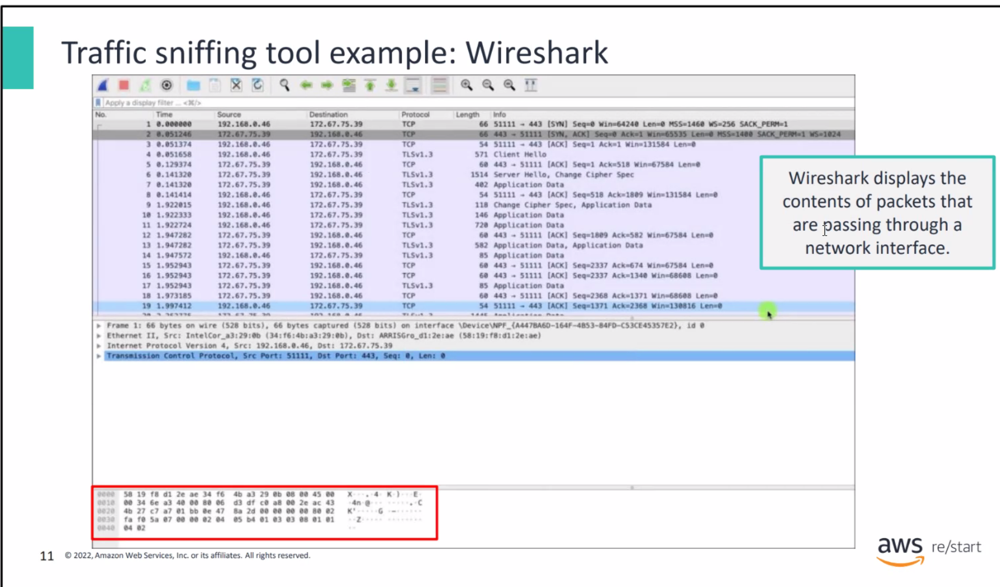 Traffic sniffing tool example: Wireshark
Apply a display filter ... <⌘/>
No. Time Source Destination Protocol Length Info
1 0.000000 192.168.0.46 172.67.75.39 TCP 66 51111 → 443 [SYN] Seq=0 Win=64240 Len=0 MSS=1460 WS=256 SACK_PERM=1
2 0.051246 172.67.75.39 192.168.0.46 TCP 66 443 → 51111 [SYN, ACK] Seq=0 Ack=1 Win=65535 Len=0 MSS=1400 SACK_PERM=1 WS=1024
3 0.051374 192.168.0.46 172.67.75.39 TCP 54 51111 → 443 [ACK] Seq=1 Ack=1 Win=131584 Len=0
4 0.051658 192.168.0.46 172.67.75.39 TLSv1.3 571 Client Hello
5 0.129374 172.67.75.39 192.168.0.46 TCP 60 443 → 51111 [ACK] Seq=1 Ack=518 Win=67584 Len=0
6 0.141320 172.67.75.39 192.168.0.46 TLSv1.3 1514 Server Hello, Change Cipher Spec
7 0.141320 172.67.75.39 192.168.0.46 TLSv1.3 402 Application Data
8 0.141414 192.168.0.46 172.67.75.39 TCP 54 51111 → 443 [ACK] Seq=518 Ack=1809 Win=131584 Len=0
9 1.922015 192.168.0.46 172.67.75.39 TLSv1.3 118 Change Cipher Spec, Application Data
10 1.922333 192.168.0.46 172.67.75.39 TLSv1.3 146 Application Data
11 1.922724 192.168.0.46 172.67.75.39 TLSv1.3 720 Application Data
12 1.947282 172.67.75.39 192.168.0.46 TCP 60 443 → 51111 [ACK] Seq=1809 Ack=582 Win=67584 Len=0
13 1.947282 172.67.75.39 192.168.0.46 TLSv1.3 582 Application Data, Application Data
14 1.947572 192.168.0.46 172.67.75.39 TLSv1.3 85 Application Data
15 1.952943 172.67.75.39 192.168.0.46 TCP 60 443 → 51111 [ACK] Seq=2337 Ack=674 Win=67584 Len=0
16 1.952943 172.67.75.39 192.168.0.46 TCP 60 443 → 51111 [ACK] Seq=2337 Ack=1340 Win=68608 Len=0
17 1.952943 172.67.75.39 192.168.0.46 TLSv1.3 85 Application Data
18 1.973185 172.67.75.39 192.168.0.46 TCP 60 443 → 51111 [ACK] Seq=2368 Ack=1371 Win=68608 Len=0
19 1.997412 192.168.0.46 172.67.75.39 TCP 54 51111 → 443 [ACK] Seq=1371 Ack=2368 Win=130816 Len=0
Wireshark displays the
contents of packets that
are passing through a
network interface.
Frame 1: 66 bytes on wire (528 bits), 66 bytes captured (528 bits) on interface \Device\NPF_{A447BA6D-164F-4B53-84FD-C53CE45357E2}, id 0
Ethernet II, Src: IntelCor_a3:29:0b (34:f6:4b:a3:29:0b), Dst: ARRISGro_d1:2e:ae (58:19:f8:d1:2e:ae)
Internet Protocol Version 4, Src: 192.168.0.46, Dst: 172.67.75.39
Transmission Control Protocol, Src Port: 51111, Dst Port: 443, Seq: 0, Len: 0
0000 58 19 f8 d1 2e ae 34 f6 4b a3 29 0b 08 00 45 00 X···.·4· K·)···E·
0010 00 34 6e a3 40 00 80 06 d3 df c0 a8 00 2e ac 43 ·4n·@··· ·····.·C
0020 4b 27 c7 a7 01 bb 0e 47 8a 2d 00 00 00 00 80 02 K'·····G ·-······
0030 fa f0 5a 07 00 00 02 04 05 b4 01 03 03 08 01 01 ··Z····· ········
0040 04 02 ··
11 © 2022, Amazon Web Services, Inc. or its affiliates. All rights reserved.
aws re/start